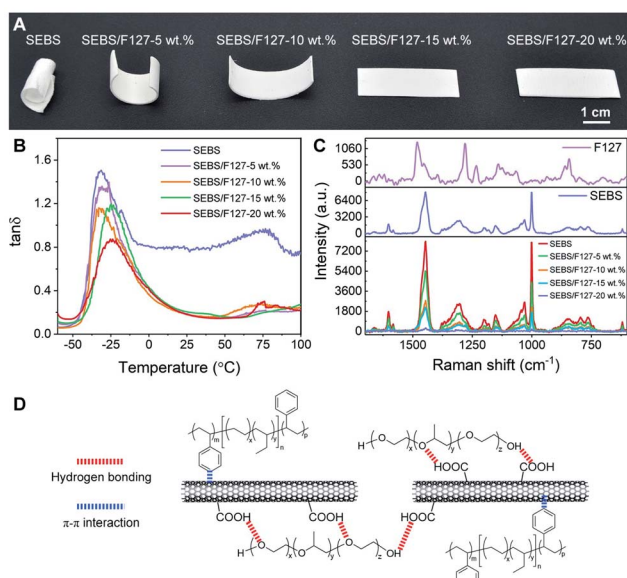 A
SEBS SEBS/F127-5 wt.% SEBS/F127-10 wt.% SEBS/F127-15 wt.% SEBS/F127-20 wt.%
1 cm
B
tanδ
1.6
1.2
0.8
0.4
0.0
SEBS
SEBS/F127-5 wt.%
SEBS/F127-10 wt.%
SEBS/F127-15 wt.%
SEBS/F127-20 wt.%
-50 -25 0 25 50 75 100
Temperature (°C)
C
Intensity (a.u.)
1060
530
0
F127
6400
3200
0
SEBS
7200
5400
3600
1800
0
SEBS
SEBS/F127-5 wt.%
SEBS/F127-10 wt.%
SEBS/F127-15 wt.%
SEBS/F127-20 wt.%
1500 1250 1000 750
Raman shift (cm-1)
D
Hydrogen bonding
π-π interaction
m x y n p
H O x O y O z OH
HOOC COOH
COOH COOH HOOC
H O x O y O z OH
m x y n p